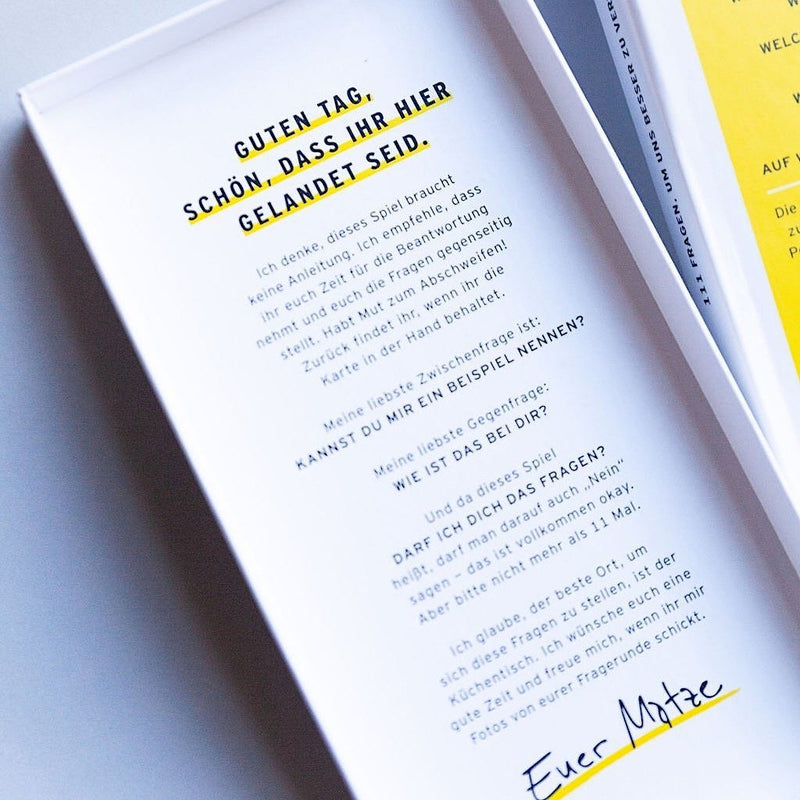 GUTEN TAG,
SCHÖN, DASS IHR HIER
GELANDET SEID.
Ich denke, dieses Spiel braucht
keine Anleitung. Ich empfehle, dass
ihr euch Zeit für die Beantwortung
nehmt und euch die Fragen gegenseitig
stellt. Habt Mut zum Abschweifen!
Zurück findet ihr, wenn ihr die
Karte in der Hand behaltet.
Meine liebste Zwischenfrage ist:
KANNST DU MIR EIN BEISPIEL NENNEN?
Meine liebste Gegenfrage:
WIE IST DAS BEI DIR?
Und da dieses Spiel
DARF ICH DICH DAS FRAGEN?
heißt, darf man darauf auch „Nein“
sagen – das ist vollkommen okay.
Aber bitte nicht mehr als 11 Mal.
Ich glaube, der beste Ort, um
sich diese Fragen zu stellen, ist der
Küchentisch. Ich wünsche euch eine
gute Zeit und freue mich, wenn ihr mir
Fotos von eurer Fragerunde schickt.
Euer Matze
111 FRAGEN, UM UNS BESSER ZU VER
WELC
W
AUF
Die
zu